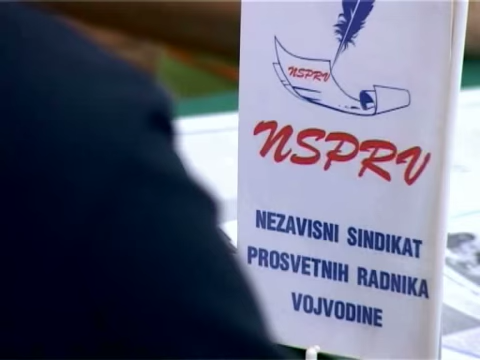 NSPRV
NSPRV
NEZAVISNI SINDIKAT
PROSVETNIH RADNIKA
VOJVODINE